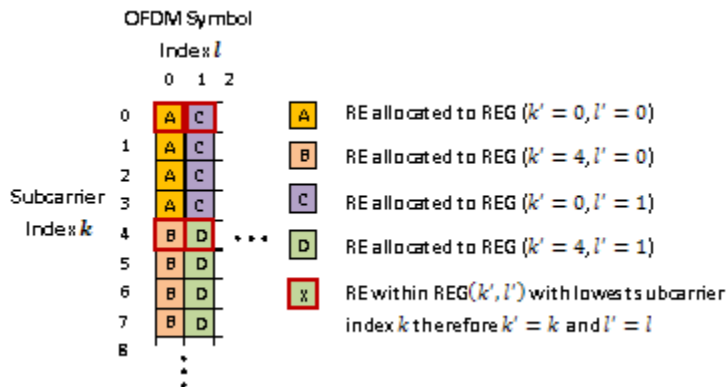 OFDM Symbol
Index l
0 1 2
0 A C
1 A C
2 A C
3 A C
4 B D
5 B D
6 B D
7 B D
8
Subcarrier
Index k
A RE allocated to REG (k' = 0, l' = 0)
B RE allocated to REG (k' = 4, l' = 0)
C RE allocated to REG (k' = 0, l' = 1)
D RE allocated to REG (k' = 4, l' = 1)
X RE within REG(k', l') with lowest subcarrier
index k therefore k' = k and l' = l